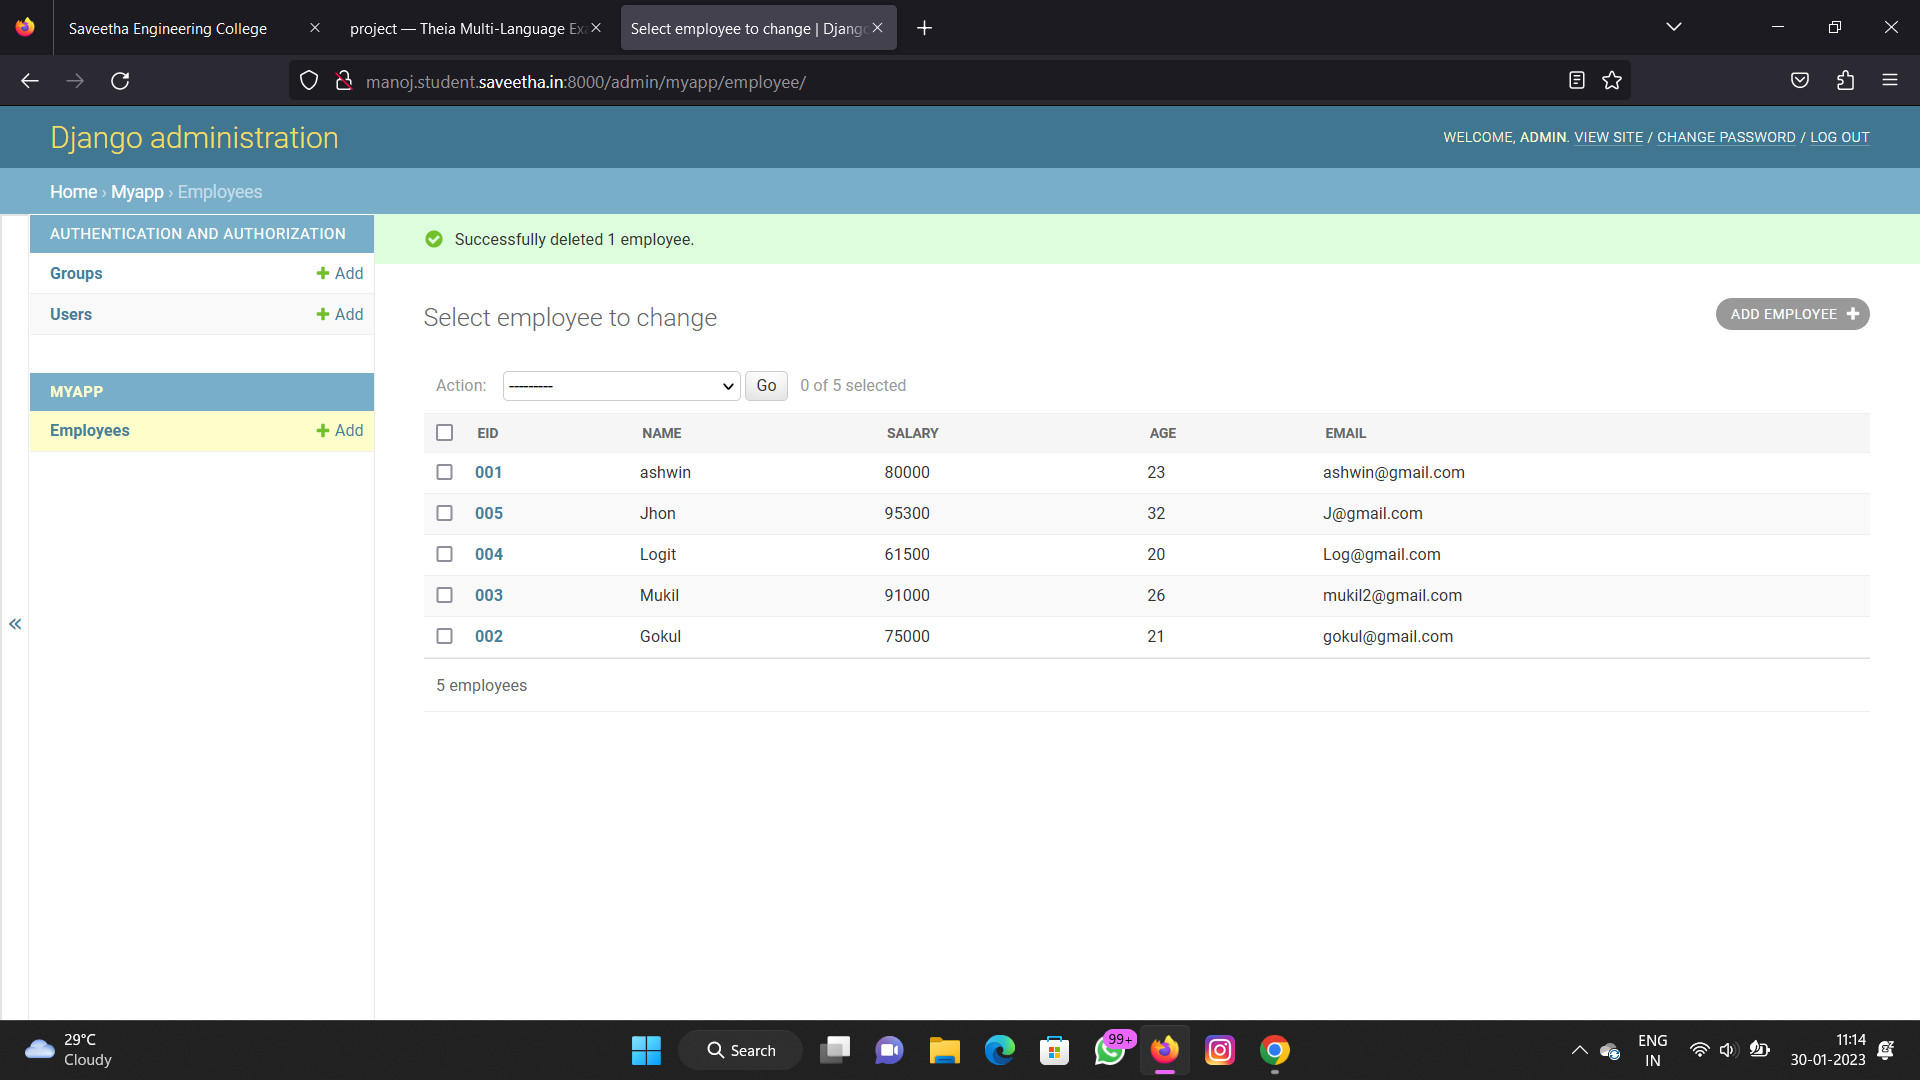 Saveetha Engineering College
project — Theia Multi-Language Ex
Select employee to change | Djang
manoj.student.saveetha.in:8000/admin/myapp/employee/
Django administration
WELCOME, ADMIN. VIEW SITE / CHANGE PASSWORD / LOG OUT
Home › Myapp › Employees
AUTHENTICATION AND AUTHORIZATION
Groups + Add
Users + Add
MYAPP
Employees + Add
«
Successfully deleted 1 employee.
Select employee to change
ADD EMPLOYEE +
Action: --------- Go 0 of 5 selected
EID NAME SALARY AGE EMAIL
001 ashwin 80000 23 ashwin@gmail.com
005 Jhon 95300 32 J@gmail.com
004 Logit 61500 20 Log@gmail.com
003 Mukil 91000 26 mukil2@gmail.com
002 Gokul 75000 21 gokul@gmail.com
5 employees
29°C
Cloudy
Search
99+
ENG
IN
11:14
30-01-2023